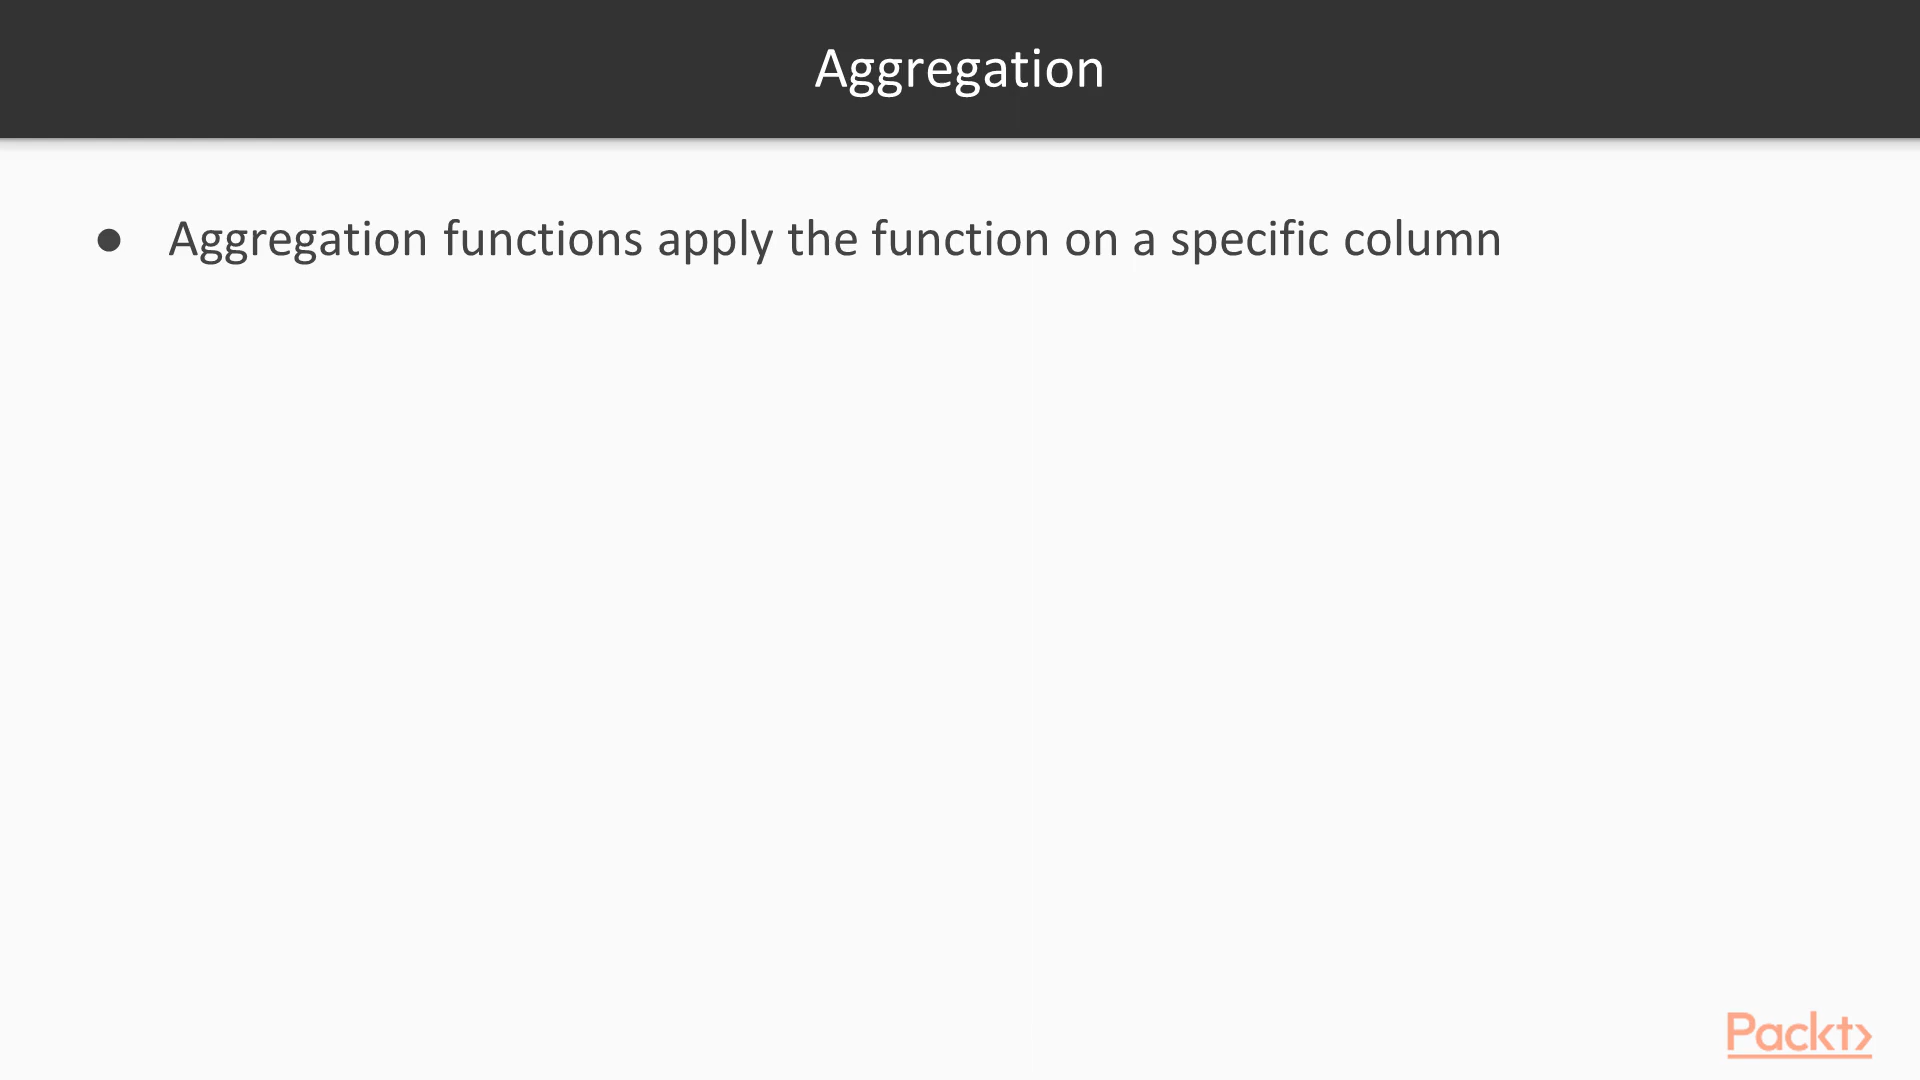 Aggregation
● Aggregation functions apply the function on a specific column
Packt>